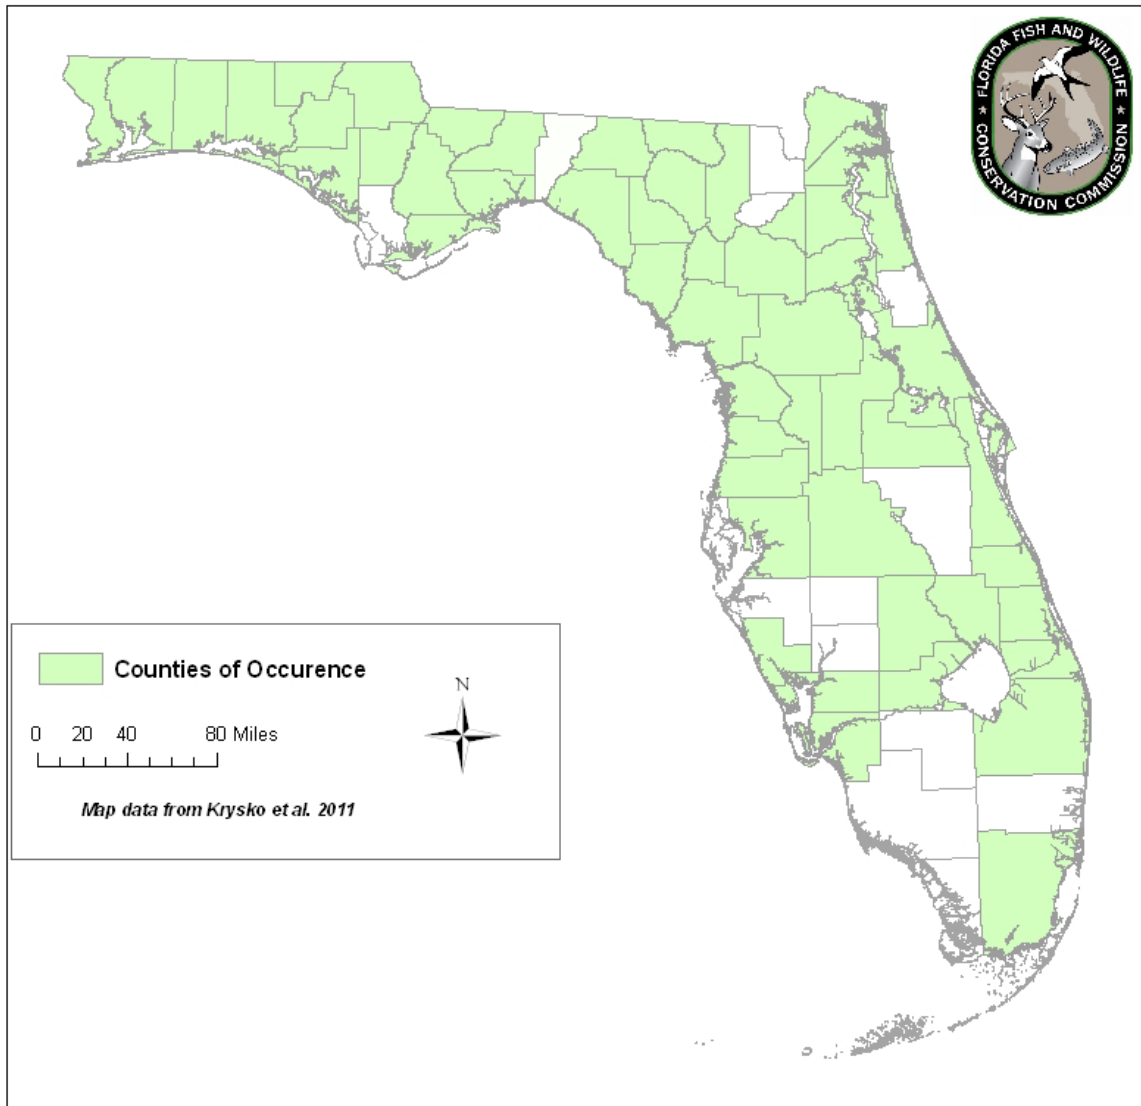 FLORIDA FISH AND WILDLIFE
CONSERVATION COMMISSION
Counties of Occurence
N
0 20 40 80 Miles
Map data from Krysko et al. 2011